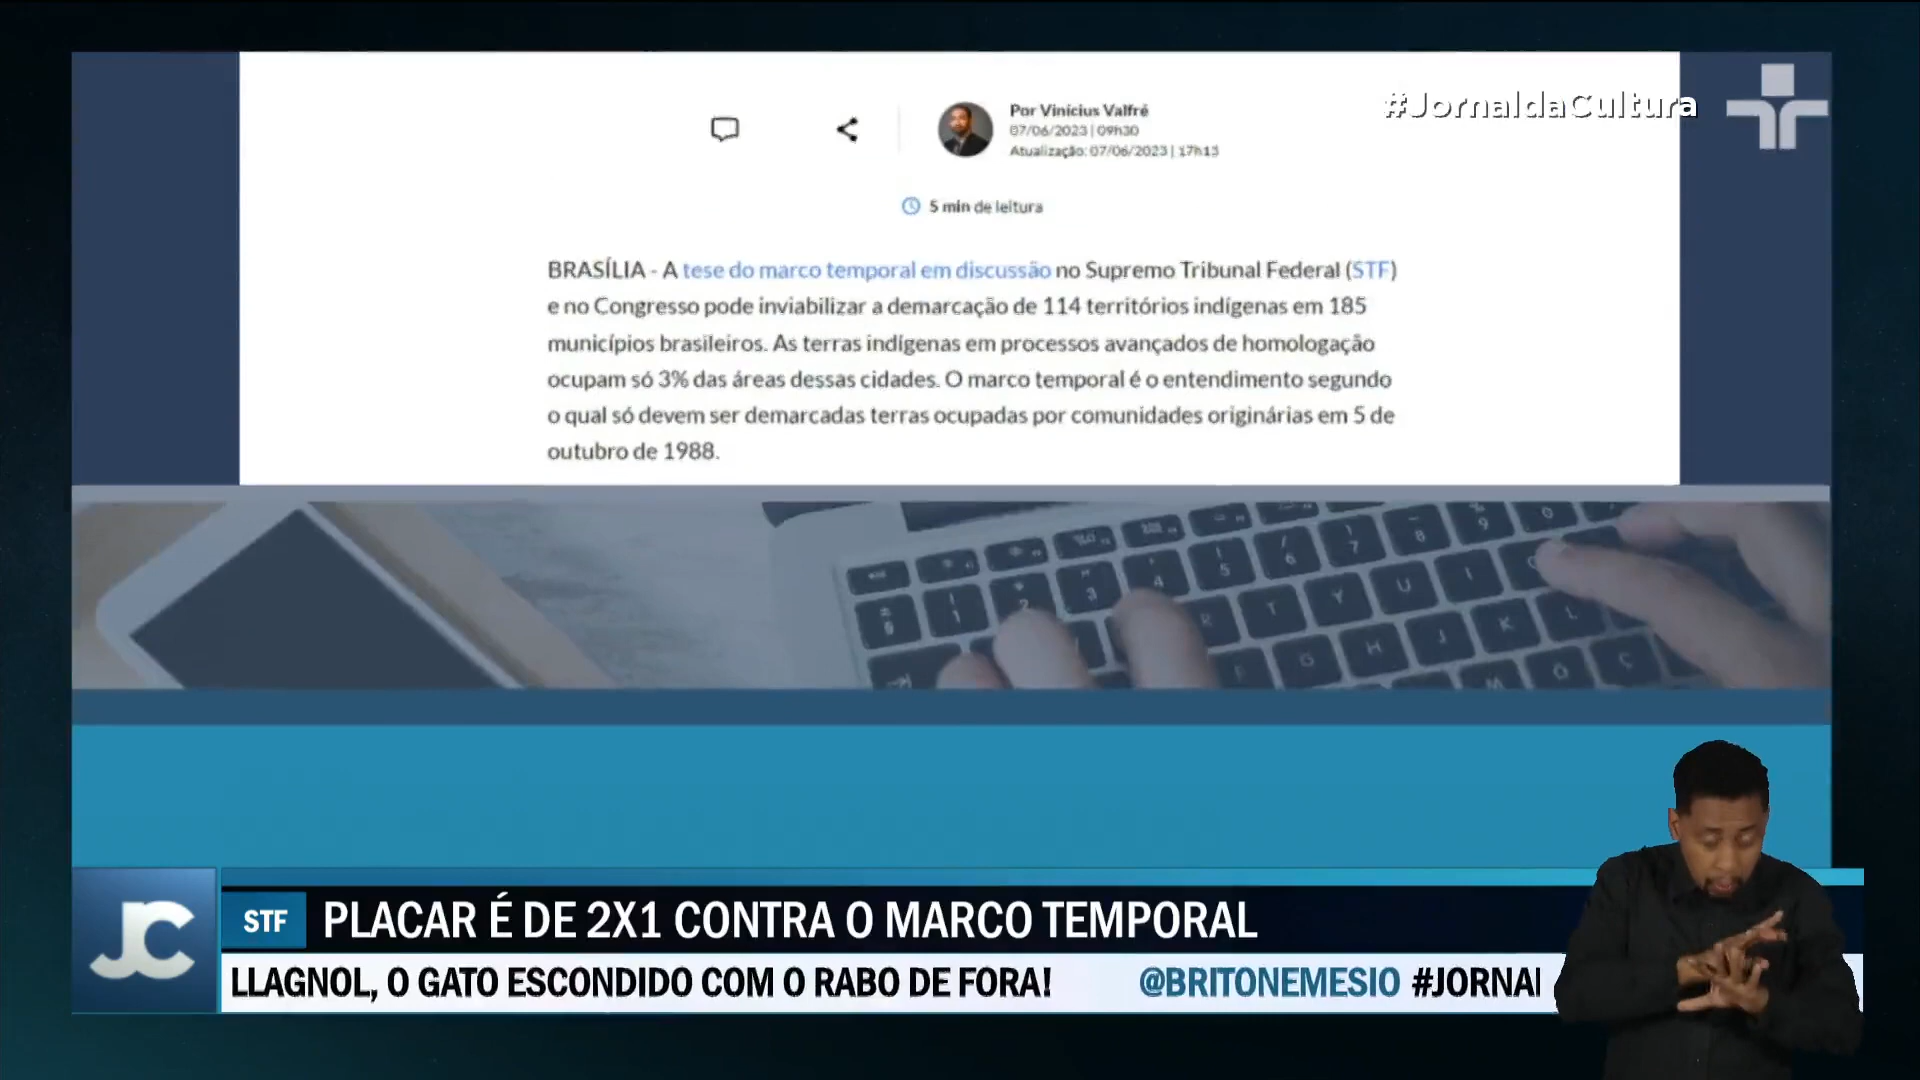 Por Vinícius Valfré
07/06/2023 | 09h30
Atualização: 07/06/2023 | 17h13
#JornaldaCultura
5 min de leitura
BRASÍLIA - A tese do marco temporal em discussão no Supremo Tribunal Federal (STF)
e no Congresso pode inviabilizar a demarcação de 114 territórios indígenas em 185
municípios brasileiros. As terras indígenas em processos avançados de homologação
ocupam só 3% das áreas dessas cidades. O marco temporal é o entendimento segundo
o qual só devem ser demarcadas terras ocupadas por comunidades originárias em 5 de
outubro de 1988.
JC
STF PLACAR É DE 2X1 CONTRA O MARCO TEMPORAL
LLAGNOL, O GATO ESCONDIDO COM O RABO DE FORA! @BRITONEMESIO #JORNA